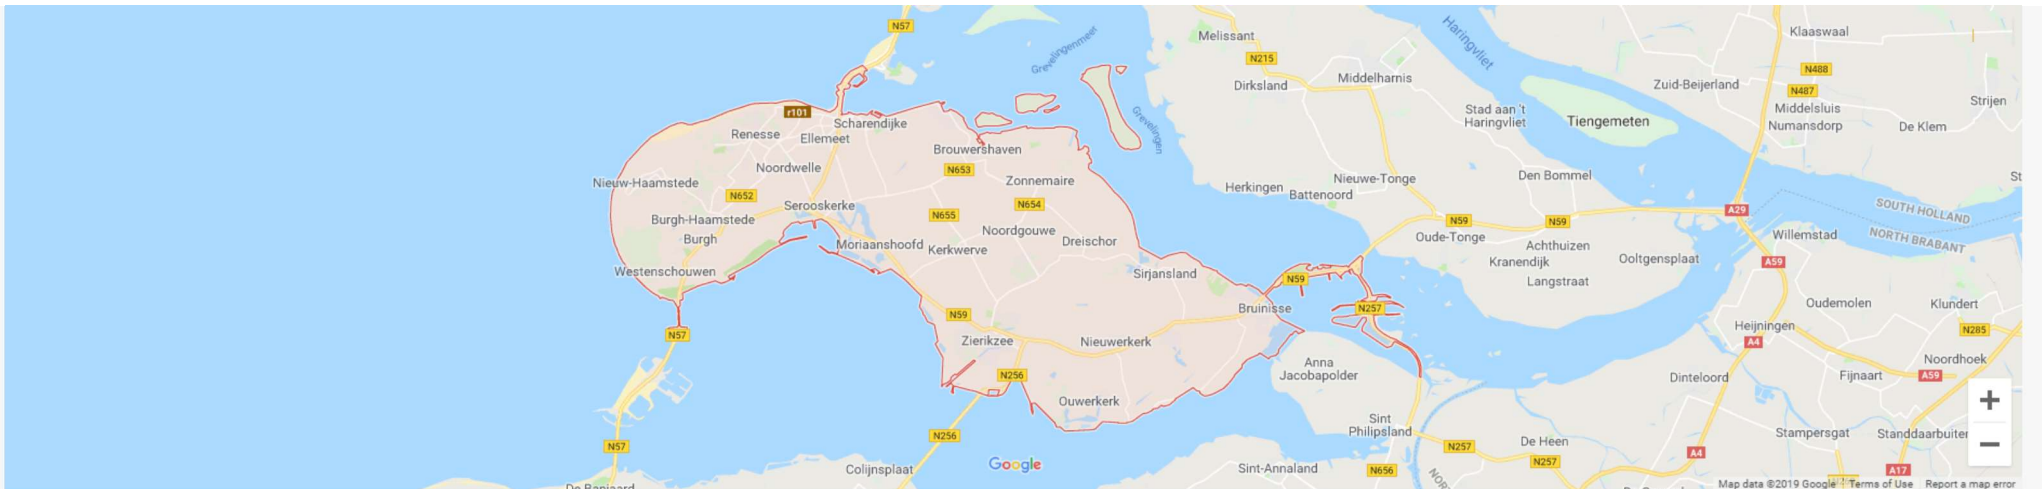 N57
Grevelingenmeer
Melissant
N215
Haringvliet
Klaaswaal
N488
Dirksland
Middelharnis
Zuid-Beijerland
N487
Strijen
r101
Scharendijke
Renesse
Ellemeet
Grevelingen
Stad aan 't
Haringvliet
Tiengemeten
Middelsluis
Numansdorp
De Klem
Brouwershaven
Noordwelle
N653
Nieuw-Haamstede
Zonnemaire
Herkingen
Battenoord
Nieuwe-Tonge
Den Bommel
St
N652
Serooskerke
N654
N655
Burgh-Haamstede
N59
N59
A29
SOUTH HOLLAND
NORTH BRABANT
Burgh
Moriaanshoofd
Kerkwerve
Noordgouwe
Dreischor
Oude-Tonge
Achthuizen
Willemstad
Westenschouwen
Sirjansland
Kranendijk
Ooltgensplaat
A59
N59
Langstraat
Bruinisse
N257
Oudemolen
Klundert
N59
Heijningen
N285
N57
Zierikzee
Nieuwerkerk
A4
Anna
Jacobapolder
Noordhoek
N256
Dinteloord
Fijnaart
A59
Ouwerkerk
Sint
Philipsland
N256
N57
N257
De Heen
Stampersgat
Standdaarbuiten
A4
N257
Colijnsplaat
Google
Sint-Annaland
N656
A17
Map data ©2019 Google
Terms of Use
Report a map error